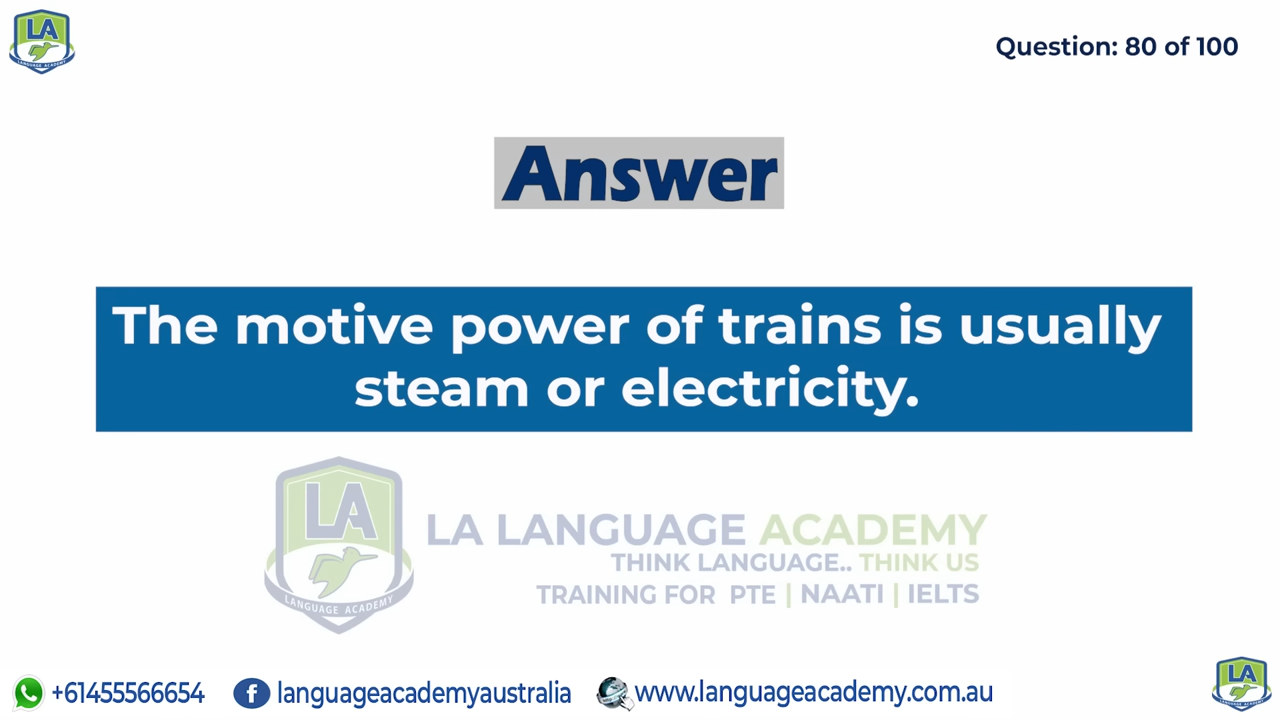 LA
LANGUAGE ACADEMY
Question: 80 of 100
Answer
The motive power of trains is usually
steam or electricity.
LA
LANGUAGE ACADEMY
LA LANGUAGE ACADEMY
THINK LANGUAGE.. THINK US
TRAINING FOR PTE | NAATI | IELTS
+61455566654
languageacademyaustralia
www.languageacademy.com.au
LA
LANGUAGE ACADEMY